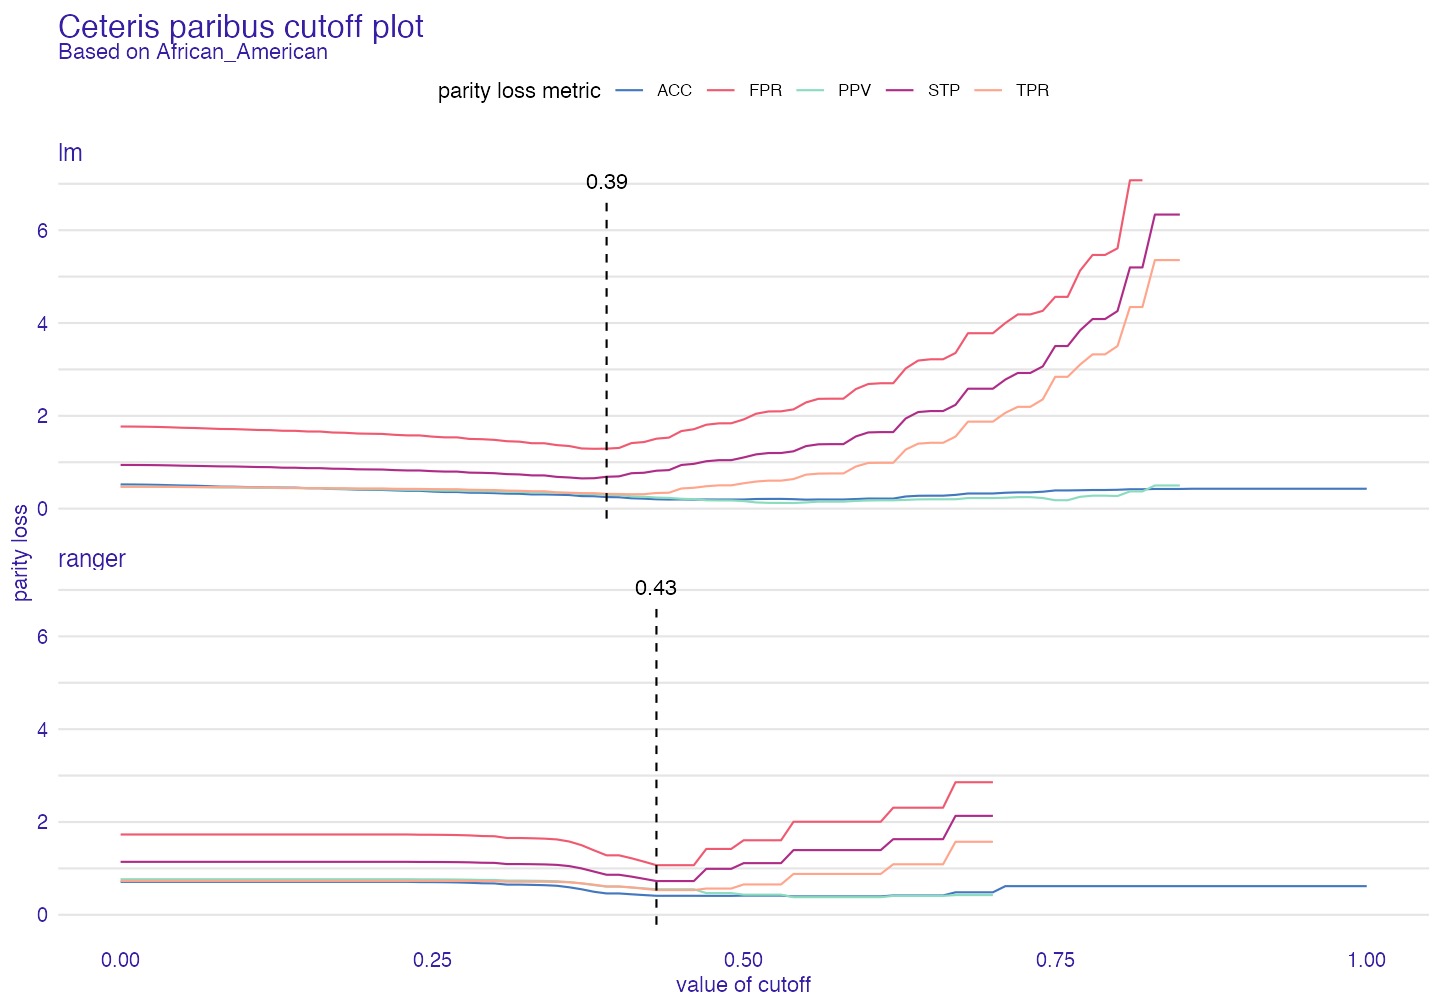 Ceteris paribus cutoff plot
Based on African_American
parity loss metric ACC FPR PPV STP TPR
lm
0.39
6
4
2
0
parity loss
ranger
0.43
6
4
2
0
0.00 0.25 0.50 0.75 1.00
value of cutoff